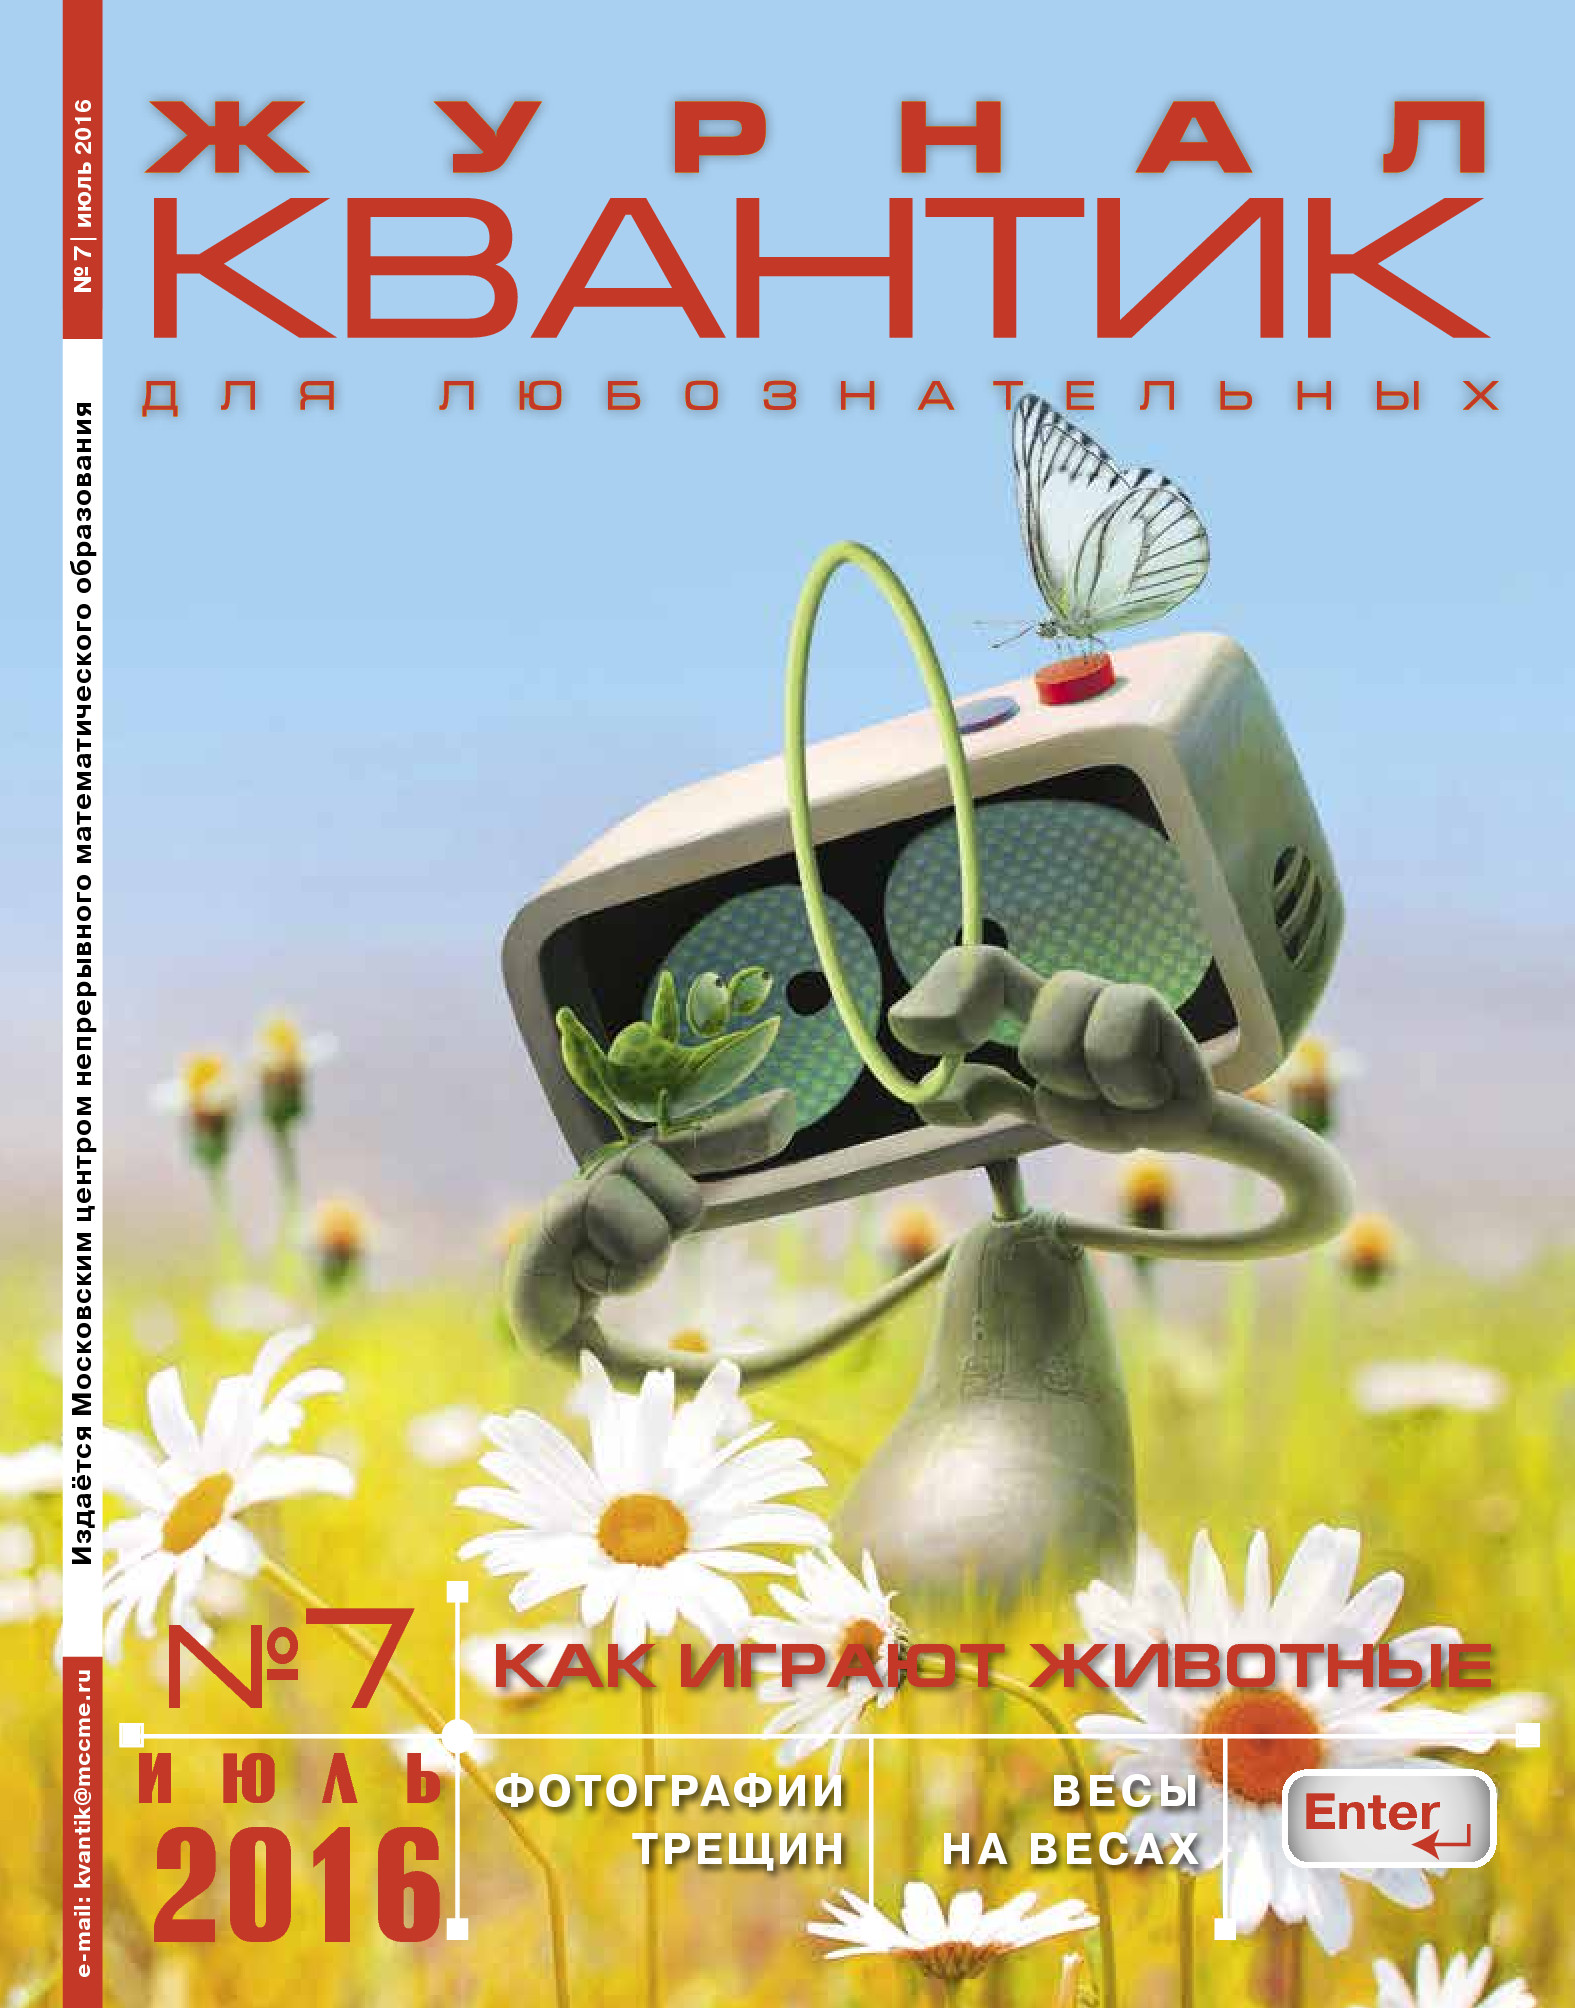 ЖУРНАЛ
КВАНТИК
ДЛЯ ЛЮБОЗНАТЕЛЬНЫХ
№ 7 | июль 2016
Издаётся Московским центром непрерывного математического образования
e-mail: kvantik@mccme.ru
№7
ИЮЛЬ
2016
КАК ИГРАЮТ ЖИВОТНЫЕ
ФОТОГРАФИИ
ТРЕЩИН
ВЕСЫ
НА ВЕСАХ
Enter